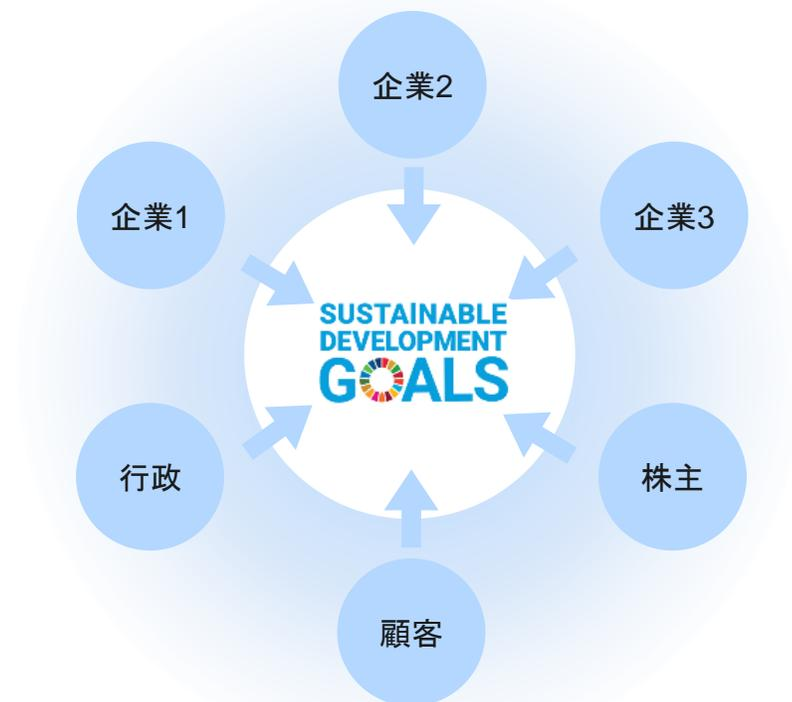 企業2
企業1
企業3
SUSTAINABLE
DEVELOPMENT
GOALS
行政
株主
顧客